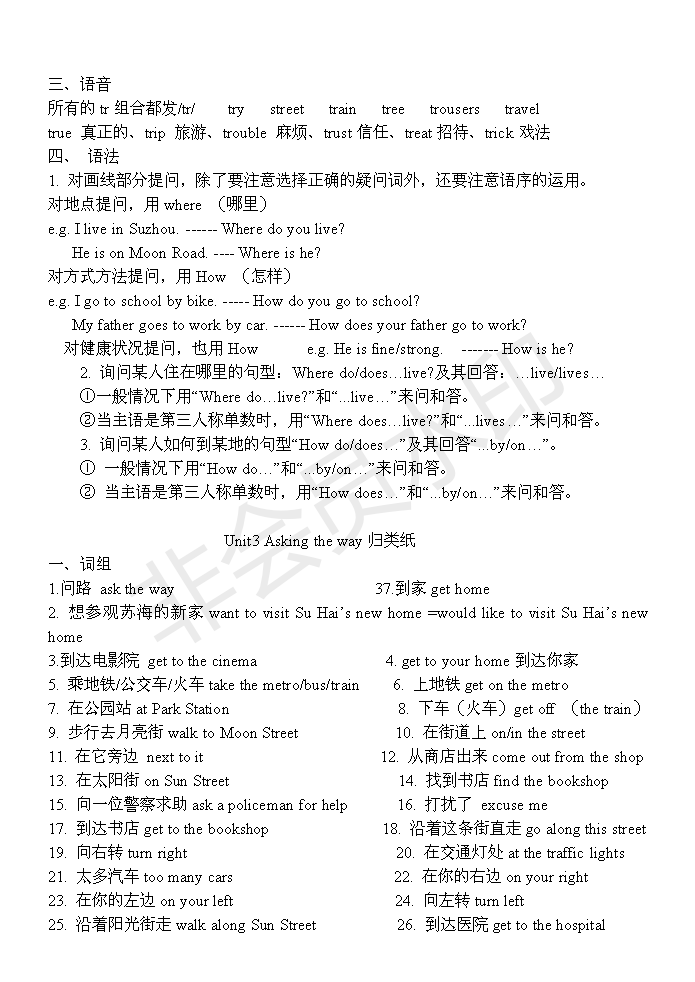 三、语音
所有的 tr 组合都发/tr/ try street train tree trousers travel
true 真正的、trip 旅游、trouble 麻烦、trust 信任、treat 招待、trick 戏法
四、 语法
1. 对画线部分提问，除了要注意选择正确的疑问词外，还要注意语序的运用。
对地点提问，用 where （哪里）
e.g. I live in Suzhou. ------ Where do you live?
He is on Moon Road. ---- Where is he?
对方式方法提问，用 How （怎样）
e.g. I go to school by bike. ----- How do you go to school?
My father goes to work by car. ------ How does your father go to work?
对健康状况提问，也用 How e.g. He is fine/strong. ------- How is he?
2. 询问某人住在哪里的句型：Where do/does…live?及其回答：…live/lives…
①一般情况下用“Where do…live?”和“...live…”来问和答。
②当主语是第三人称单数时，用“Where does…live?”和“...lives…”来问和答。
3. 询问某人如何到某地的句型“How do/does…”及其回答“...by/on…”。
① 一般情况下用“How do…”和“...by/on…”来问和答。
② 当主语是第三人称单数时，用“How does…”和“...by/on…”来问和答。
Unit3 Asking the way 归类纸
一、词组
1.问路 ask the way 37.到家 get home
2. 想参观苏海的新家 want to visit Su Hai’s new home =would like to visit Su Hai’s new
home
3.到达电影院 get to the cinema 4. get to your home 到达你家
5. 乘地铁/公交车/火车 take the metro/bus/train 6. 上地铁 get on the metro
7. 在公园站 at Park Station 8. 下车（火车）get off （the train）
9. 步行去月亮街 walk to Moon Street 10. 在街道上 on/in the street
11. 在它旁边 next to it 12. 从商店出来 come out from the shop
13. 在太阳街 on Sun Street 14. 找到书店 find the bookshop
15. 向一位警察求助 ask a policeman for help 16. 打扰了 excuse me
17. 到达书店 get to the bookshop 18. 沿着这条街直走 go along this street
19. 向右转 turn right 20. 在交通灯处 at the traffic lights
21. 太多汽车 too many cars 22. 在你的右边 on your right
23. 在你的左边 on your left 24. 向左转 turn left
25. 沿着阳光街走 walk along Sun Street 26. 到达医院 get to the hospital
非会员水印